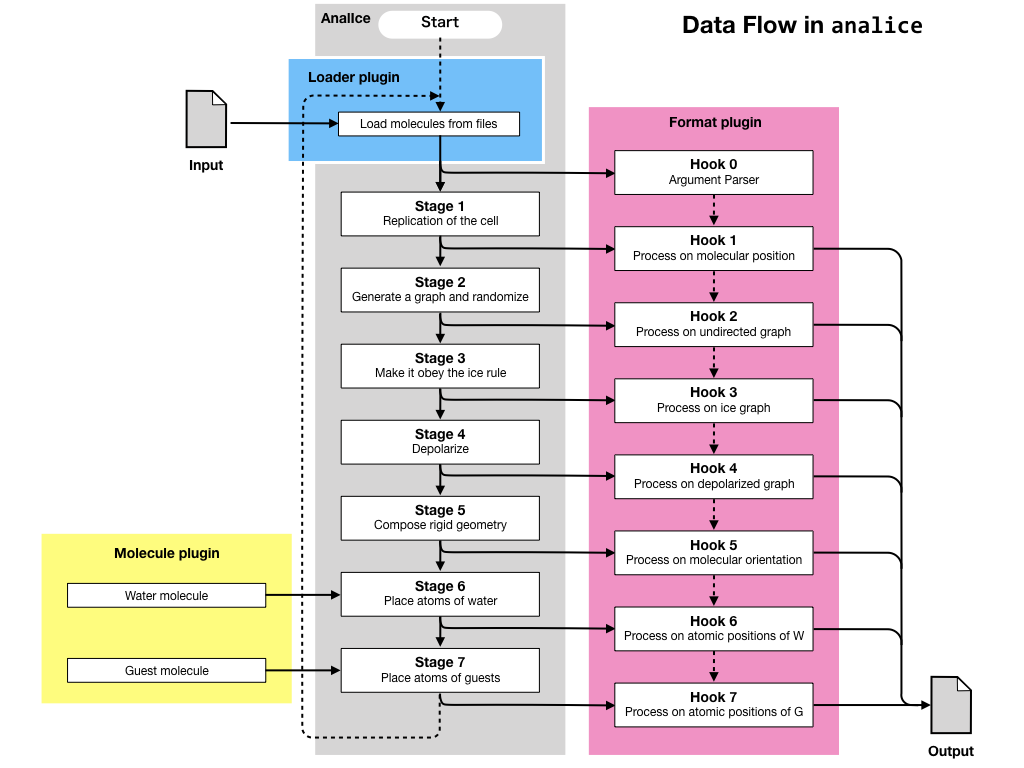 AnalIce
Start
Data Flow in analice
Loader plugin
Load molecules from files
Input
Format plugin
Hook 0
Argument Parser
Stage 1
Replication of the cell
Hook 1
Process on molecular position
Stage 2
Generate a graph and randomize
Hook 2
Process on undirected graph
Stage 3
Make it obey the ice rule
Hook 3
Process on ice graph
Stage 4
Depolarize
Hook 4
Process on depolarized graph
Stage 5
Compose rigid geometry
Hook 5
Process on molecular orientation
Molecule plugin
Water molecule
Stage 6
Place atoms of water
Hook 6
Process on atomic positions of W
Guest molecule
Stage 7
Place atoms of guests
Hook 7
Process on atomic positions of G
Output